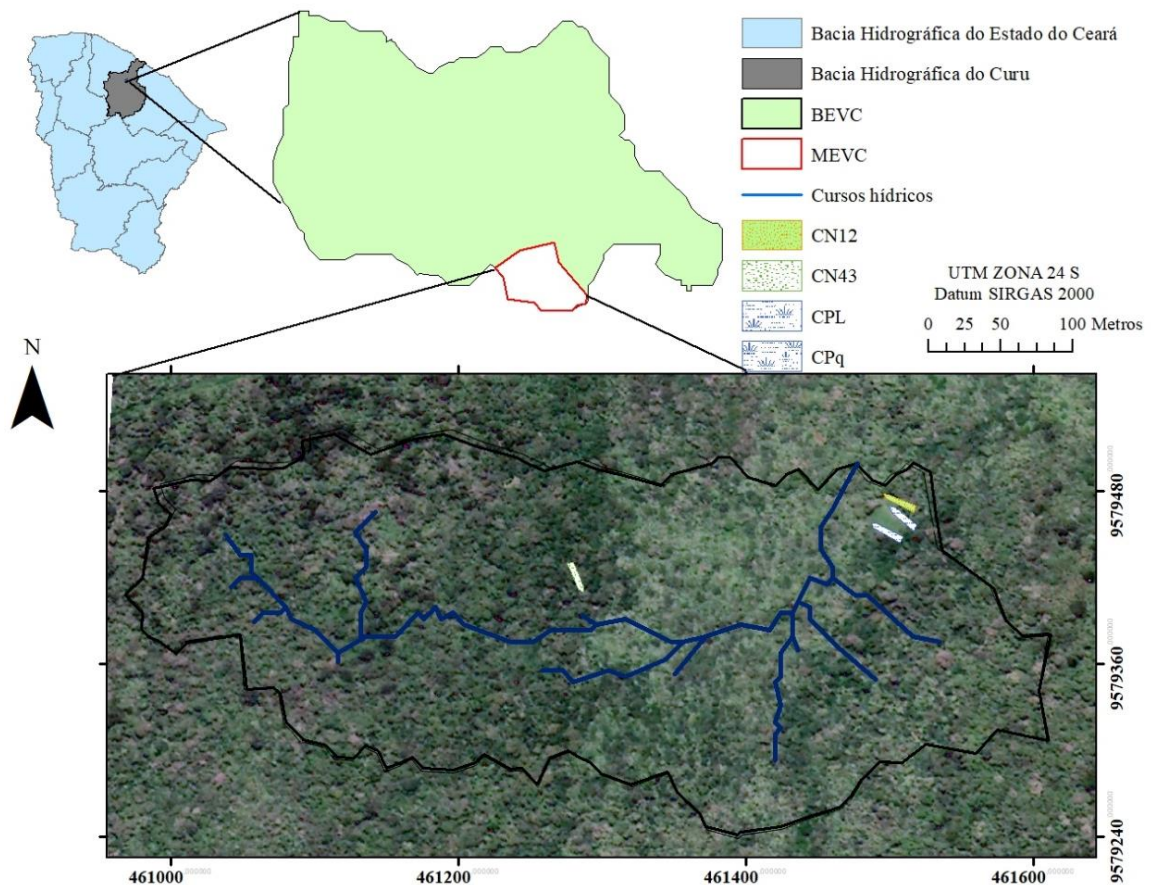 Bacia Hidrográfica do Estado do Ceará
Bacia Hidrográfica do Curu
BEVC
MEVC
Cursos hídricos
CN12
CN43
CPL
CPq
UTM ZONA 24 S
Datum SIRGAS 2000
0 25 50 100 Metros
N
9579480
9579360
9579240
461000
461200
461400
461600